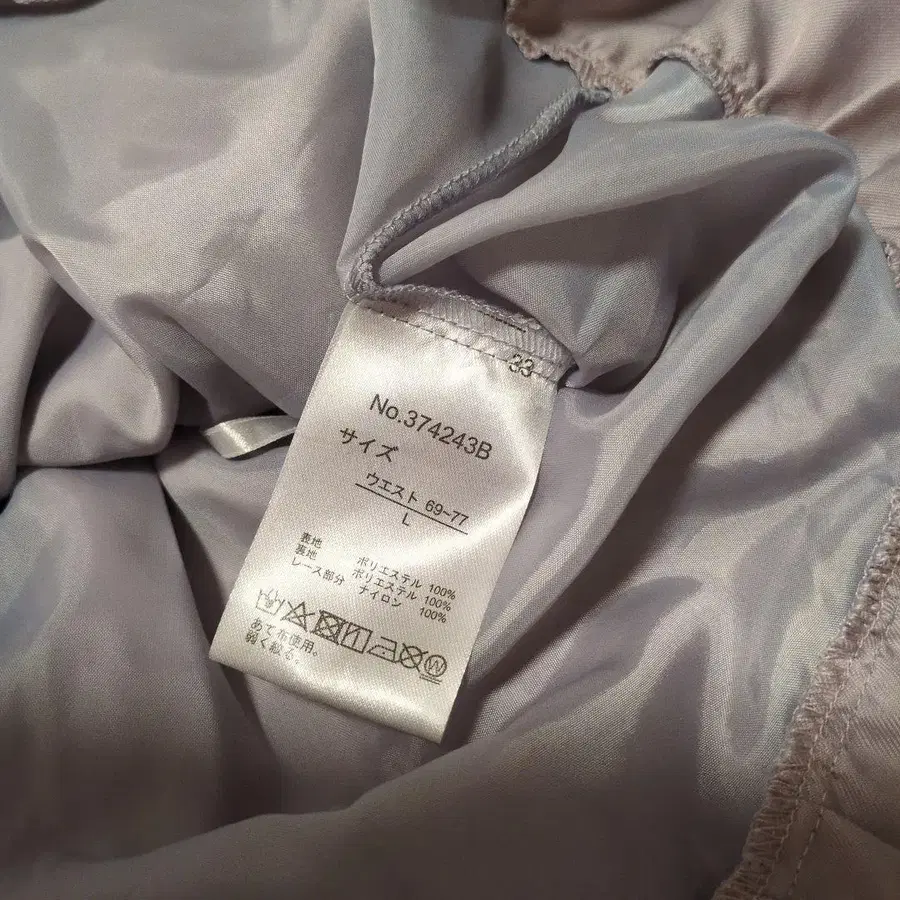 33
No.374243B
サイズ
ウエスト 69~77
L
表地 ポリエステル 100%
裏地 ポリエステル 100%
レース部分 ナイロン 100%
あて布使用。
弱く絞る。